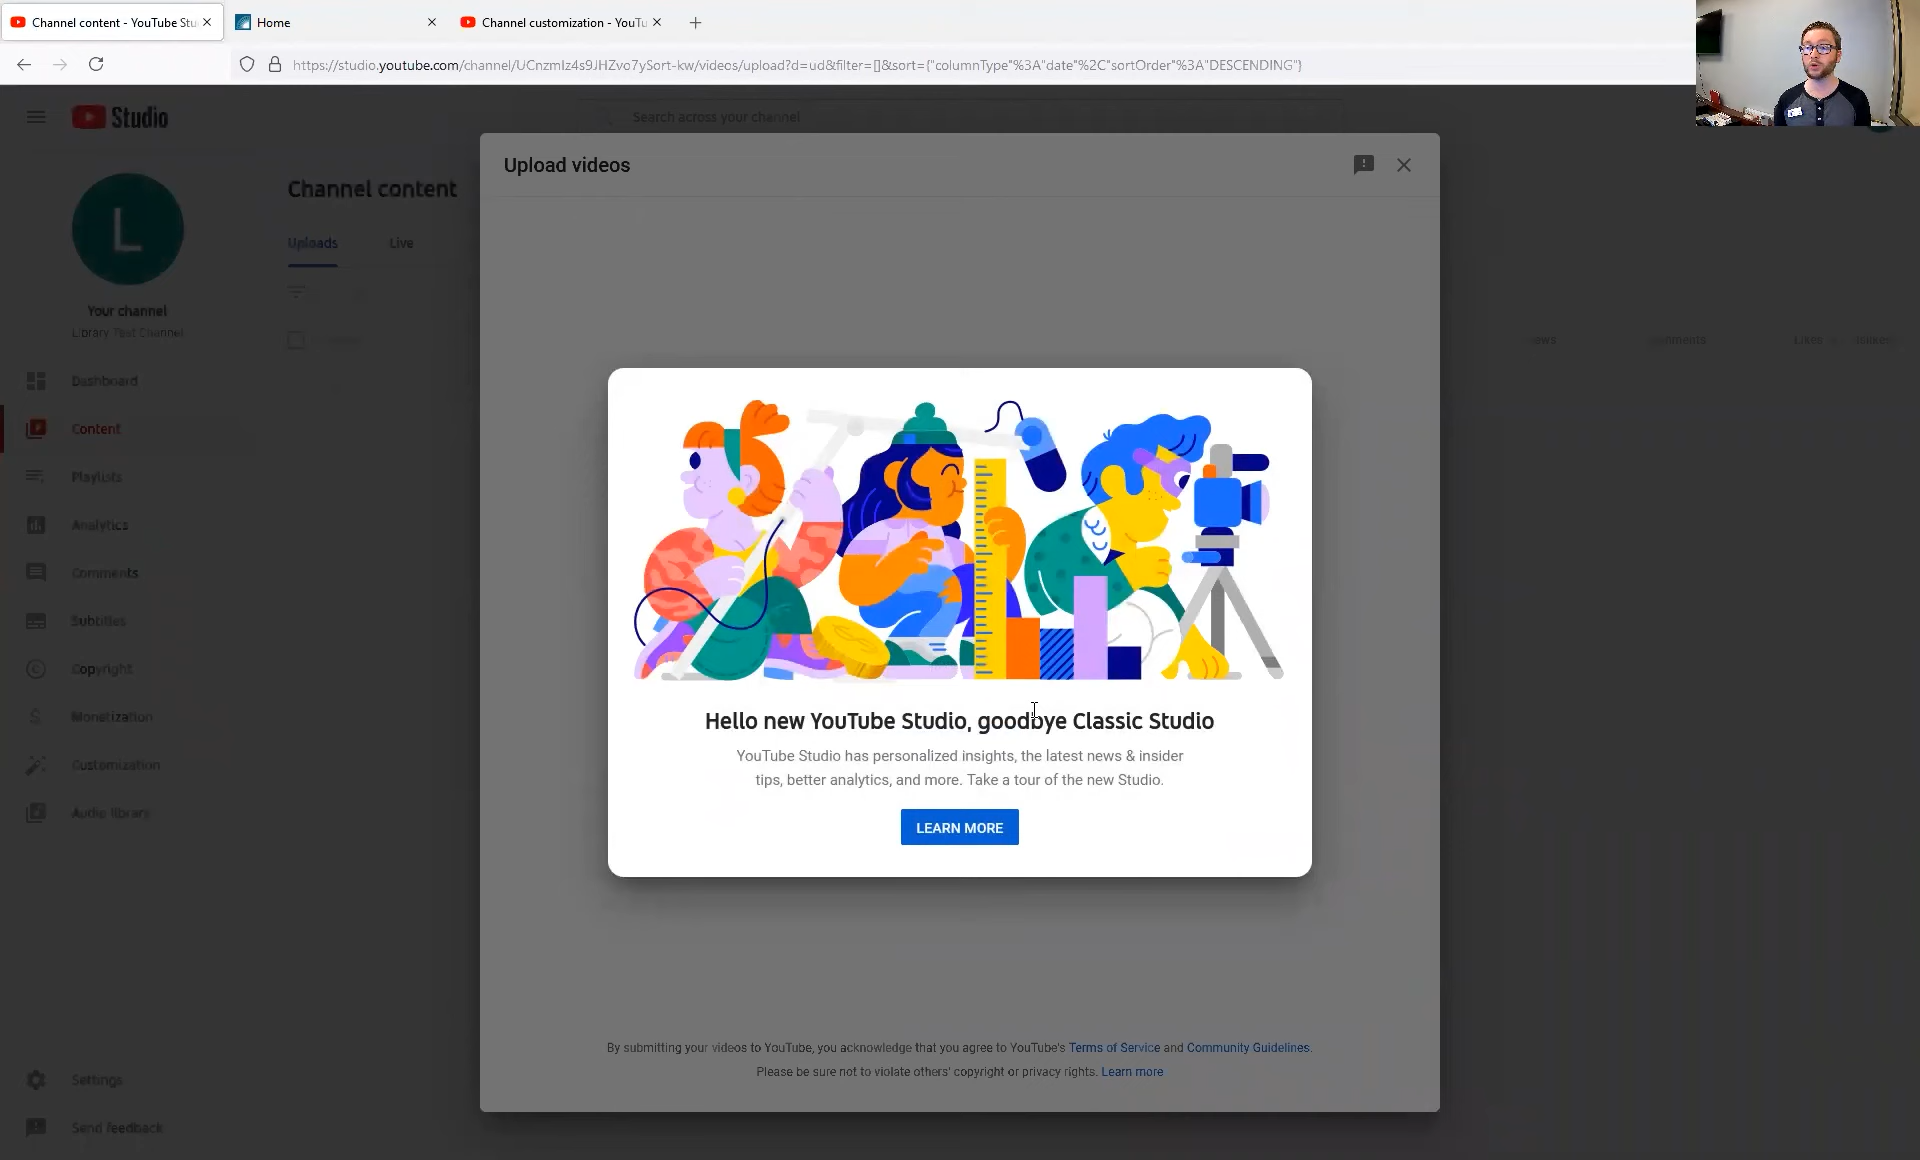 Channel content - YouTube Stu
Home
Channel customization - YouTu
https://studio.youtube.com/channel/UCnzmIz4s9JHZvo7ySort-kw/videos/upload?d=ud&filter=[]&sort={"columnType"%3A"date"%2C"sortOrder"%3A"DESCENDING"}
Studio
Search across your channel
Upload videos
Channel content
L
Uploads
Live
Your channel
Library Test Channel
Likes
Dashboard
Content
Playlists
Analytics
Comments
Subtitles
Copyright
Monetization
Customization
Audio library
Hello new YouTube Studio, goodbye Classic Studio
YouTube Studio has personalized insights, the latest news & insider
tips, better analytics, and more. Take a tour of the new Studio.
LEARN MORE
By submitting your videos to YouTube, you acknowledge that you agree to YouTube's Terms of Service and Community Guidelines.
Please be sure not to violate others' copyright or privacy rights. Learn more
Settings
Send feedback